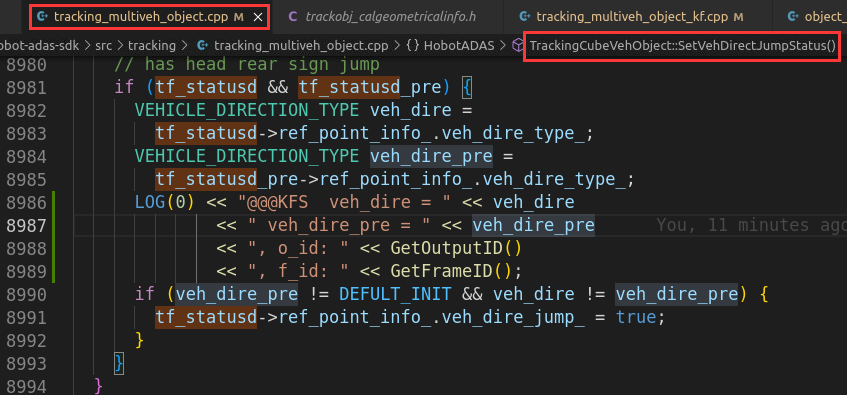 tracking_multiveh_object.cpp M × trackobj_calgeometricalinfo.h tracking_multiveh_object_kf.cpp M object_
obot-adas-sdk > src > tracking > tracking_multiveh_object.cpp > {} HobotADAS > TrackingCubeVehObject::SetVehDirectJumpStatus()
8980 // has head rear sign jump
8981 if (tf_statusd && tf_statusd_pre) {
8982 VEHICLE_DIRECTION_TYPE veh_dire =
8983 tf_statusd->ref_point_info_.veh_dire_type_;
8984 VEHICLE_DIRECTION_TYPE veh_dire_pre =
8985 tf_statusd_pre->ref_point_info_.veh_dire_type_;
8986 LOG(0) << "@@@KFS  veh_dire = " << veh_dire
8987 << " veh_dire_pre = " << veh_dire_pre You, 11 minutes ago
8988 << ", o_id: " << GetOutputID()
8989 << ", f_id: " << GetFrameID();
8990 if (veh_dire_pre != DEFULT_INIT && veh_dire != veh_dire_pre) {
8991 tf_statusd->ref_point_info_.veh_dire_jump_ = true;
8992 }
8993 }
8994 }